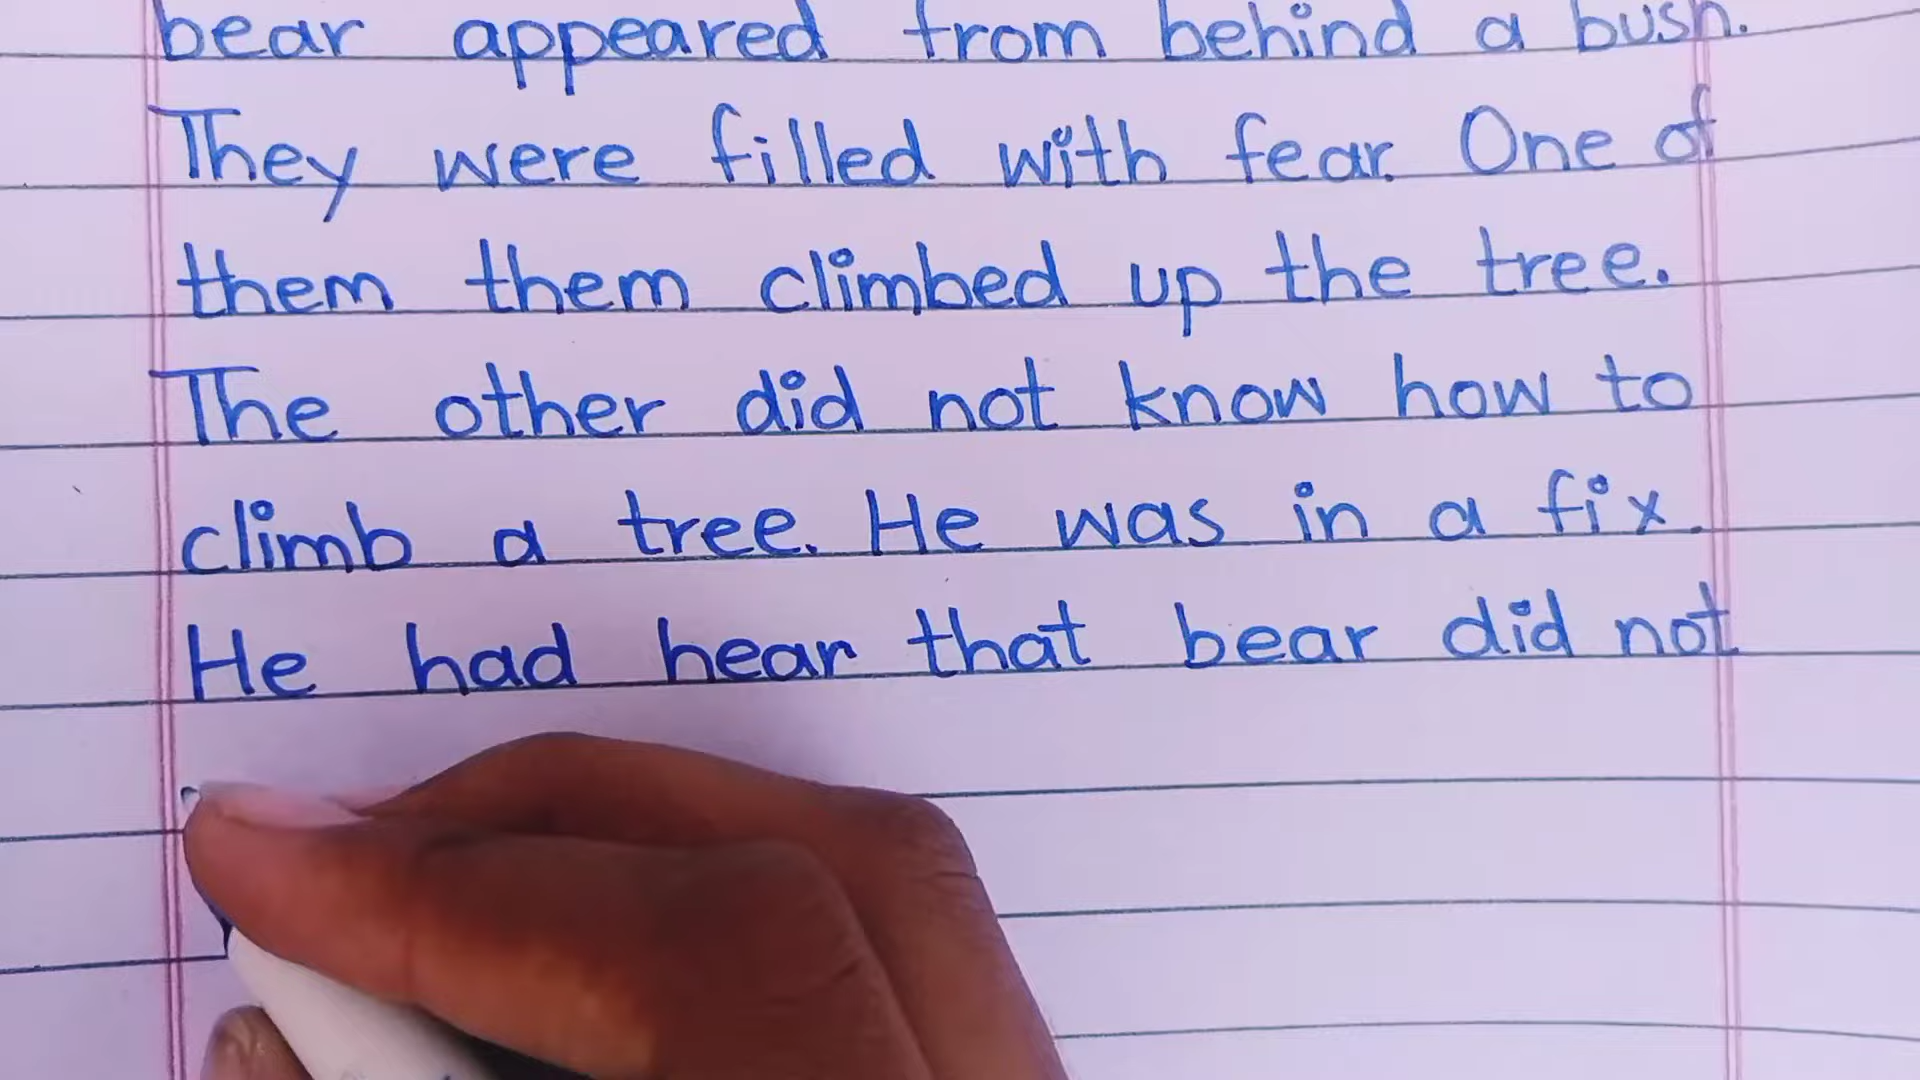 bear appeared from behind a bush.
They were filled with fear. One of
them them climbed up the tree.
The other did not know how to
climb a tree. He was in a fix.
He had hear that bear did not